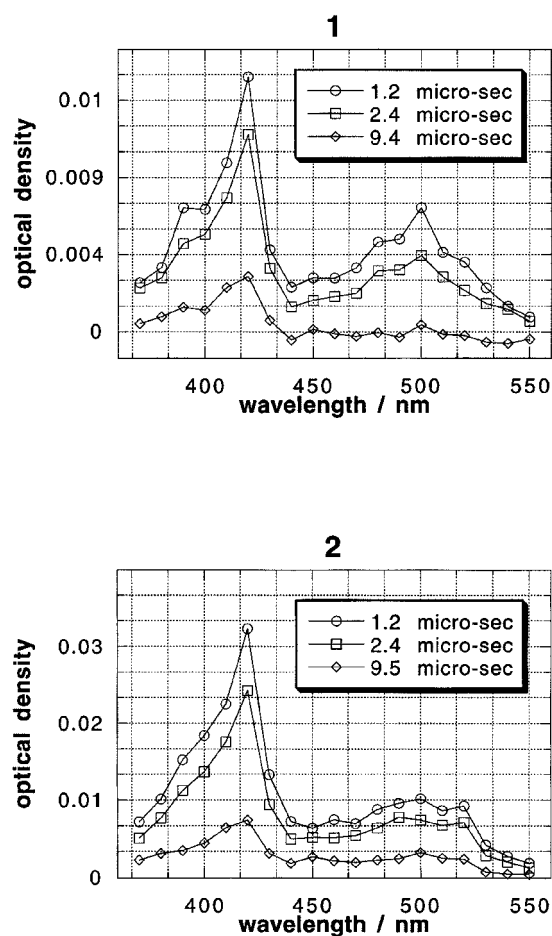 1
1.2 micro-sec
2.4 micro-sec
9.4 micro-sec
optical density
0.01
0.009
0.004
0
400 450 500 550
wavelength / nm
2
1.2 micro-sec
2.4 micro-sec
9.5 micro-sec
optical density
0.03
0.02
0.01
0
400 450 500 550
wavelength / nm